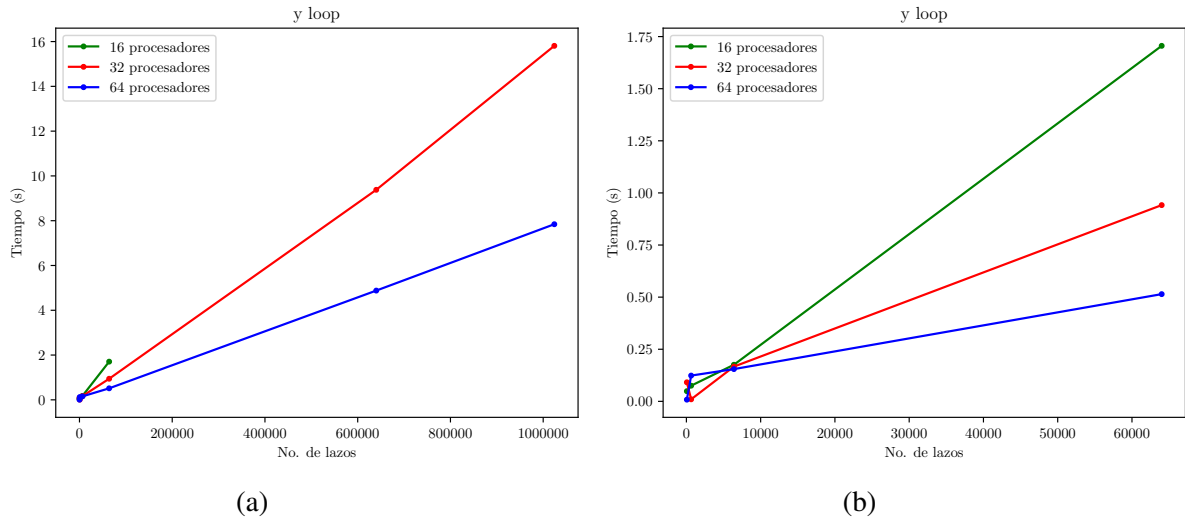 y loop
16 procesadores
32 procesadores
64 procesadores
Tiempo (s)
16
14
12
10
8
6
4
2
0
0
200000
400000
600000
800000
1000000
No. de lazos
(a)
y loop
16 procesadores
32 procesadores
64 procesadores
Tiempo (s)
1.75
1.50
1.25
1.00
0.75
0.50
0.25
0.00
0
10000
20000
30000
40000
50000
60000
No. de lazos
(b)